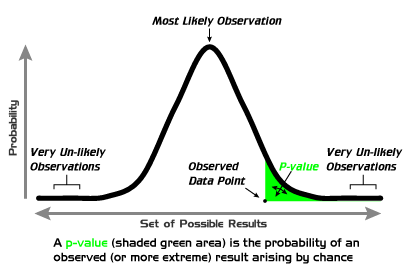 Most Likely Observation
Probability
Very Un-likely
Observations
Observed
Data Point
P-value
Very Un-likely
Observations
Set of Possible Results
A p-value (shaded green area) is the probability of an
observed (or more extreme) result arising by chance